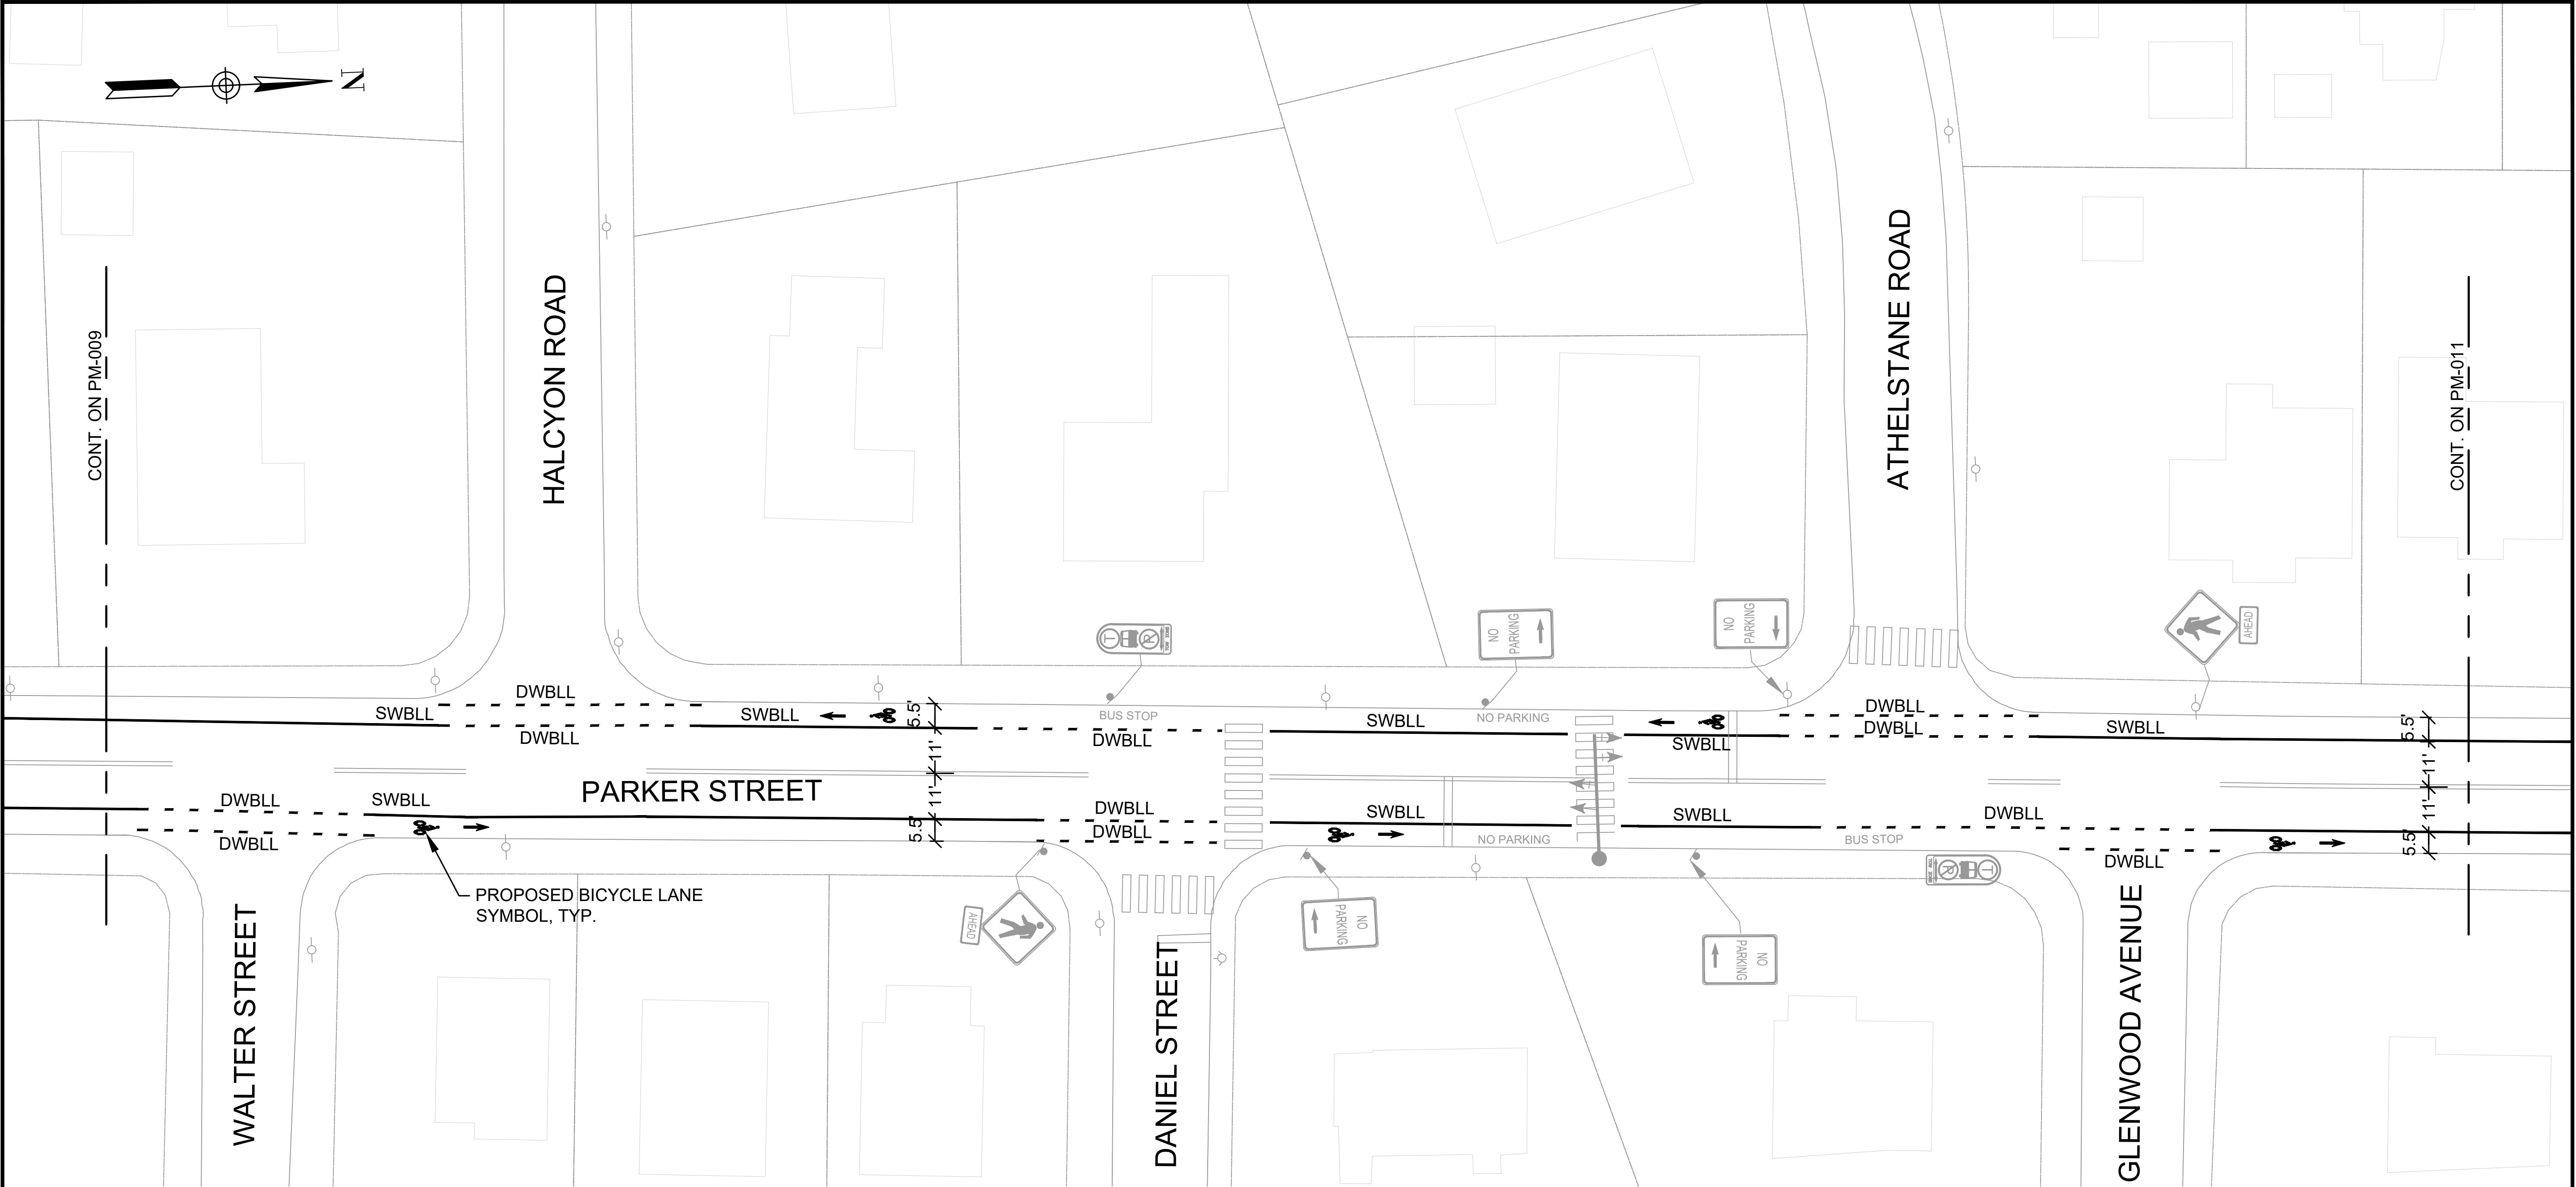 N
CONT. ON PM-009
HALCYON ROAD
ATHELSTANE ROAD
CONT. ON PM-011
NO
PARKING
NO
PARKING
AHEAD
T
P
DWBLL
SWBLL
DWBLL
SWBLL
5.5'
11'
11'
5.5'
BUS STOP
DWBLL
SWBLL
NO PARKING
SWBLL
DWBLL
DWBLL
SWBLL
5.5'
11'
11'
5.5'
PARKER STREET
DWBLL
DWBLL
SWBLL
DWBLL
DWBLL
SWBLL
NO PARKING
SWBLL
BUS STOP
DWBLL
DWBLL
PROPOSED BICYCLE LANE
SYMBOL, TYP.
AHEAD
NO
PARKING
NO
PARKING
T
P
WALTER STREET
DANIEL STREET
GLENWOOD AVENUE